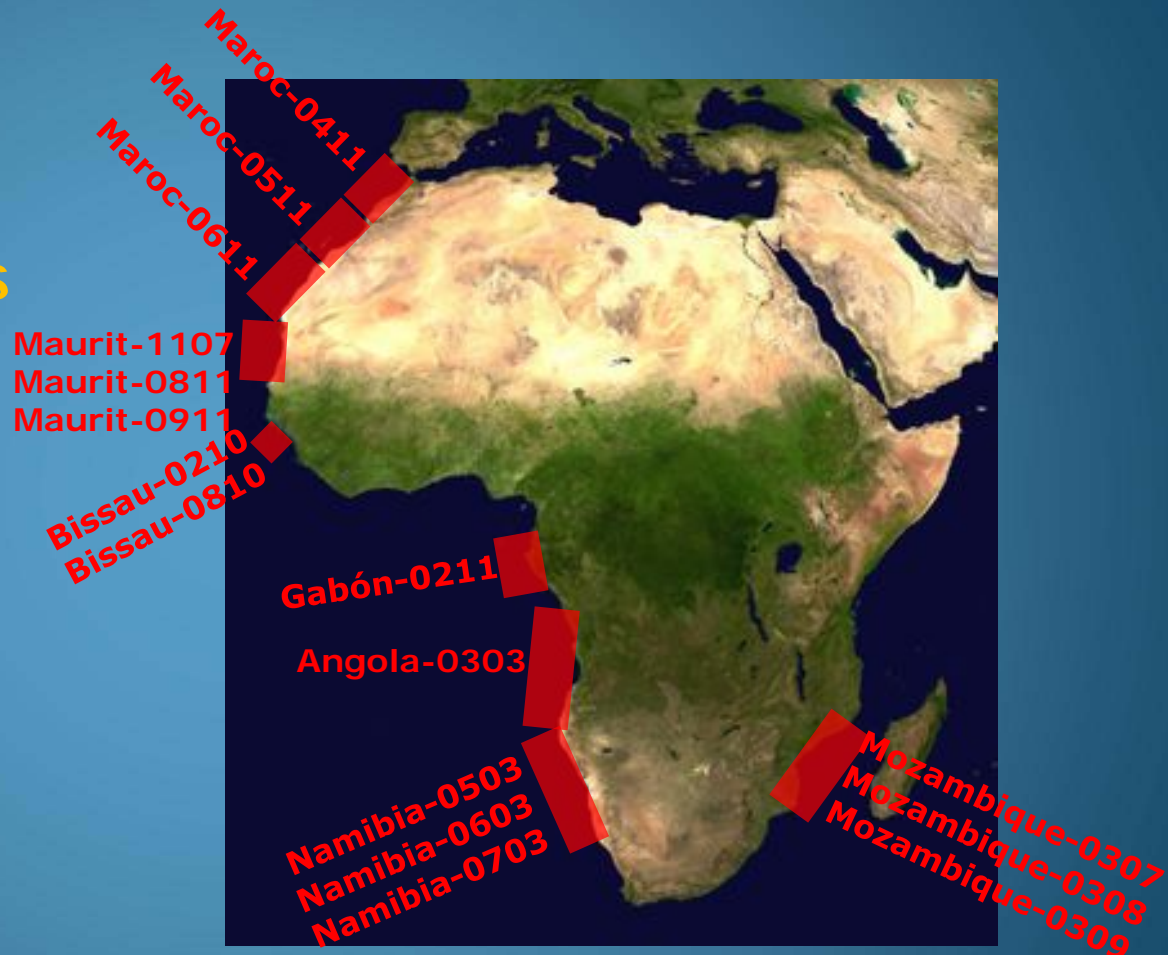 Maroc-0411
Maroc-0511
Maroc-0611
s
Maurit-1107
Maurit-0811
Maurit-0911
Bissau-0210
Bissau-0810
Gabón-0211
Angola-0303
Namibia-0503
Namibia-0603
Namibia-0703
Mozambique-0307
Mozambique-0308
Mozambique-0309